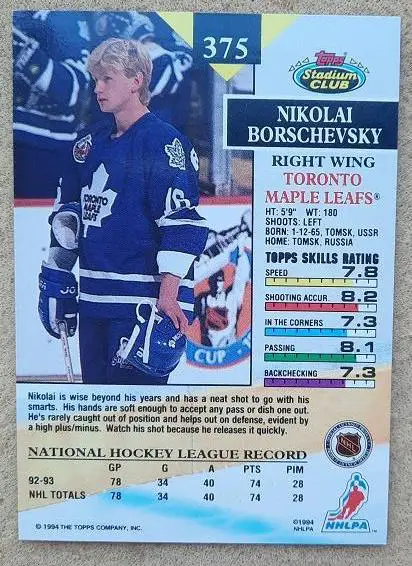 375
Topps
Stadium
CLUB
NIKOLAI
BORSCHEVSKY
RIGHT WING
TORONTO
MAPLE LEAFS®
HT: 5'9" WT: 180
SHOOTS: LEFT
BORN: 1-12-65, TOMSK, USSR
HOME: TOMSK, RUSSIA
TOPPS SKILLS RATING
SPEED 7.8
SHOOTING ACCUR. 8.2
IN THE CORNERS 7.3
PASSING 8.1
BACKCHECKING 7.3
16
CUP
Nikolai is wise beyond his years and has a neat shot to go with his
smarts. His hands are soft enough to accept any pass or dish one out.
He's rarely caught out of position and helps out on defense, evident by
a high plus/minus. Watch his shot because he releases it quickly.
NATIONAL HOCKEY LEAGUE RECORD
GP G A PTS PIM
92-93 78 34 40 74 28
NHL TOTALS 78 34 40 74 28
NHL
NHLPA
™
© 1994 THE TOPPS COMPANY, INC.
©1994
NHLPA